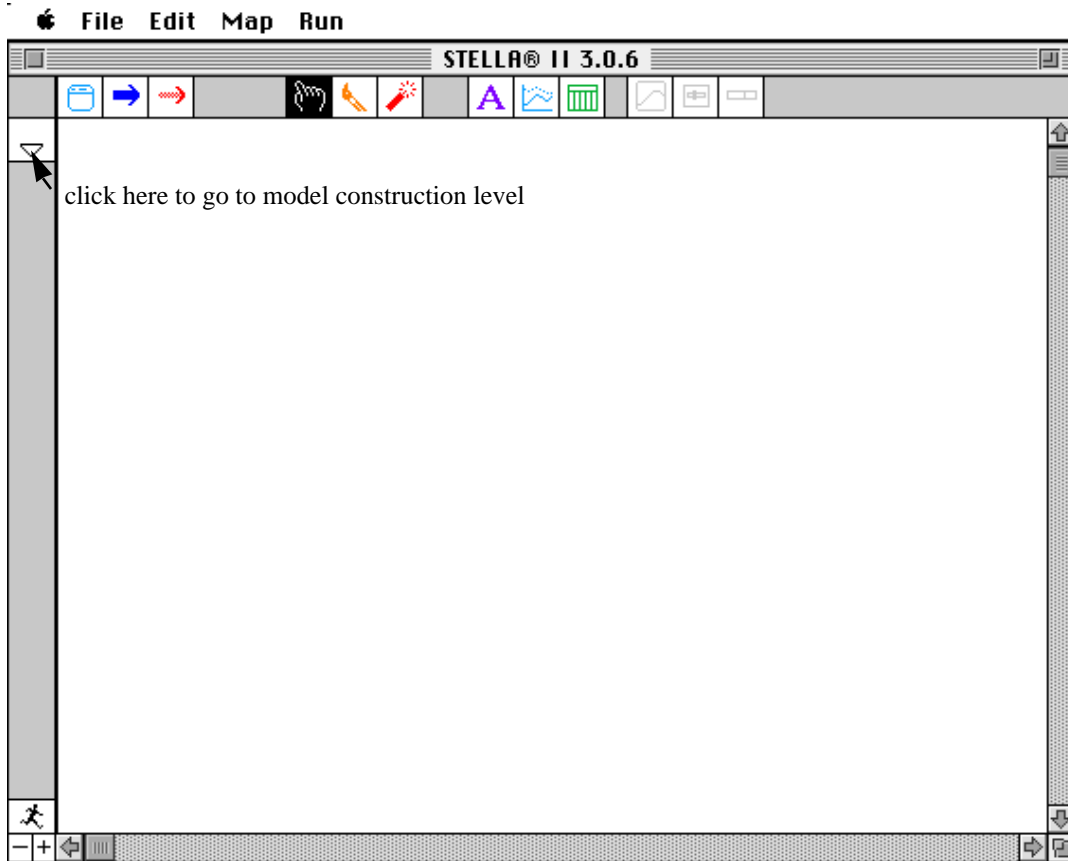 File Edit Map Run
STELLA® II 3.0.6
A
click here to go to model construction level